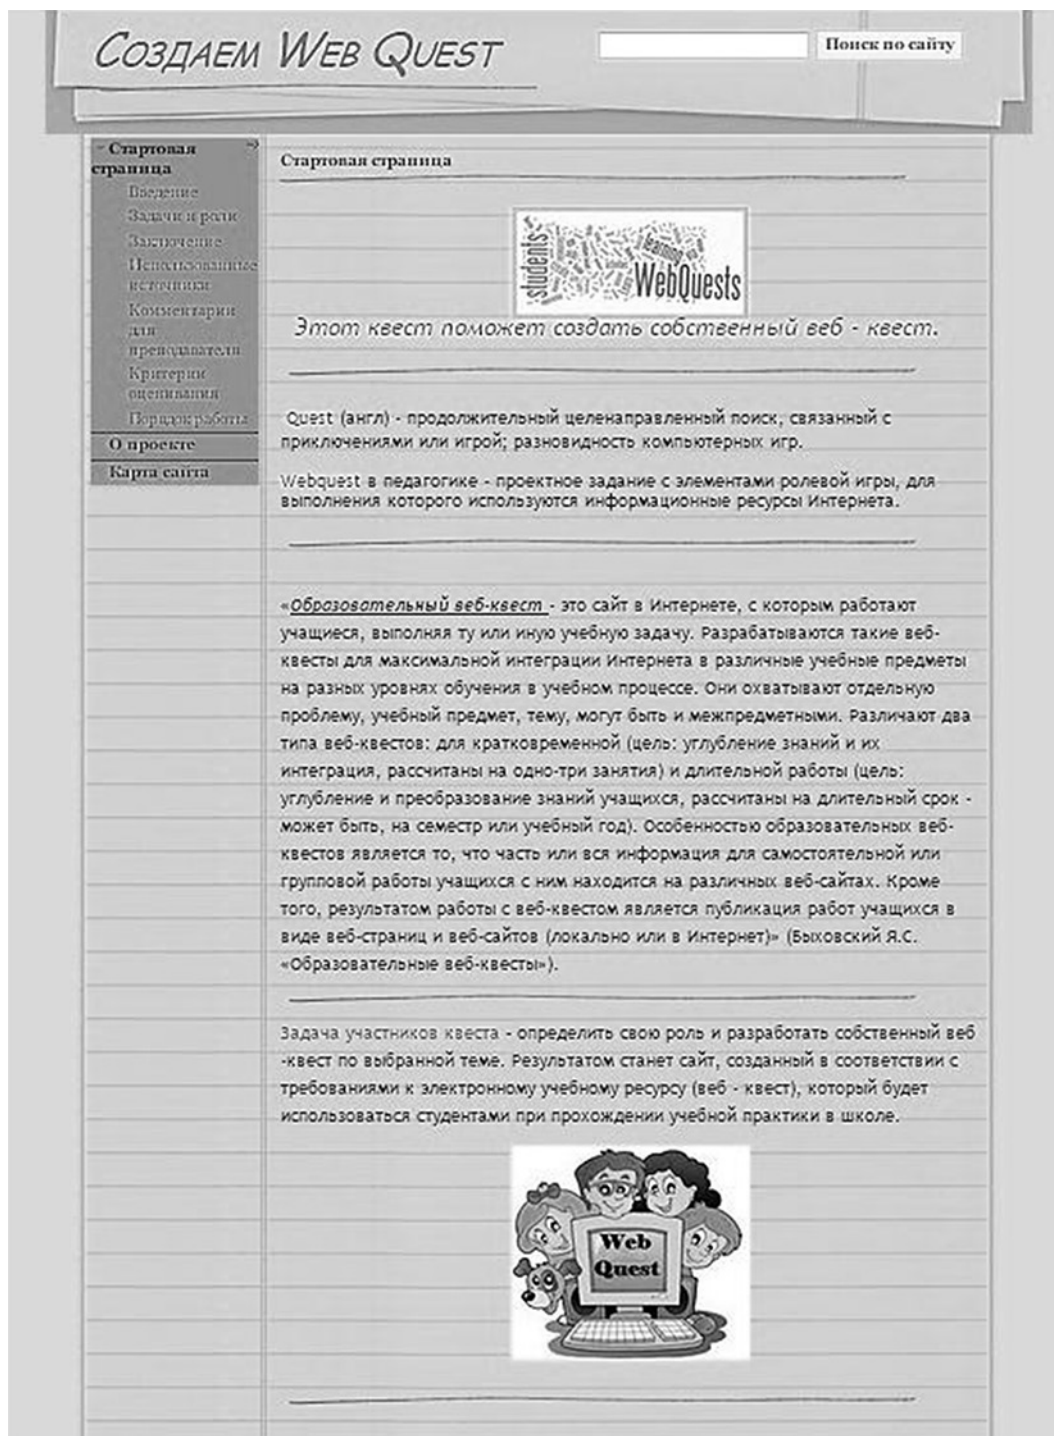 Создаем Web Quest
Поиск по сайту
Стартовая
страница
Введение
Задачи и роли
Заключение
Использованные
источники
Комментарии
для
преподавателя
Критерии
оценивания
Порядок работы
О проекте
Карта сайта
Стартовая страница
students
learning
WebQuests
Этот квест поможет создать собственный веб - квест.
Quest (англ) - продолжительный целенаправленный поиск, связанный с
приключениями или игрой; разновидность компьютерных игр.
Webquest в педагогике - проектное задание с элементами ролевой игры, для
выполнения которого используются информационные ресурсы Интернета.
«Образовательный веб-квест - это сайт в Интернете, с которым работают
учащиеся, выполняя ту или иную учебную задачу. Разрабатываются такие веб-
квесты для максимальной интеграции Интернета в различные учебные предметы
на разных уровнях обучения в учебном процессе. Они охватывают отдельную
проблему, учебный предмет, тему, могут быть и межпредметными. Различают два
типа веб-квестов: для кратковременной (цель: углубление знаний и их
интеграция, рассчитаны на одно-три занятия) и длительной работы (цель:
углубление и преобразование знаний учащихся, рассчитаны на длительный срок -
может быть, на семестр или учебный год). Особенностью образовательных веб-
квестов является то, что часть или вся информация для самостоятельной или
групповой работы учащихся с ним находится на различных веб-сайтах. Кроме
того, результатом работы с веб-квестом является публикация работ учащихся в
виде веб-страниц и веб-сайтов (локально или в Интернет)» (Быховский Я.С.
«Образовательные веб-квесты»).
Задача участников квеста - определить свою роль и разработать собственный веб
-квест по выбранной теме. Результатом станет сайт, созданный в соответствии с
требованиями к электронному учебному ресурсу (веб - квест), который будет
использоваться студентами при прохождении учебной практики в школе.
Web
Quest